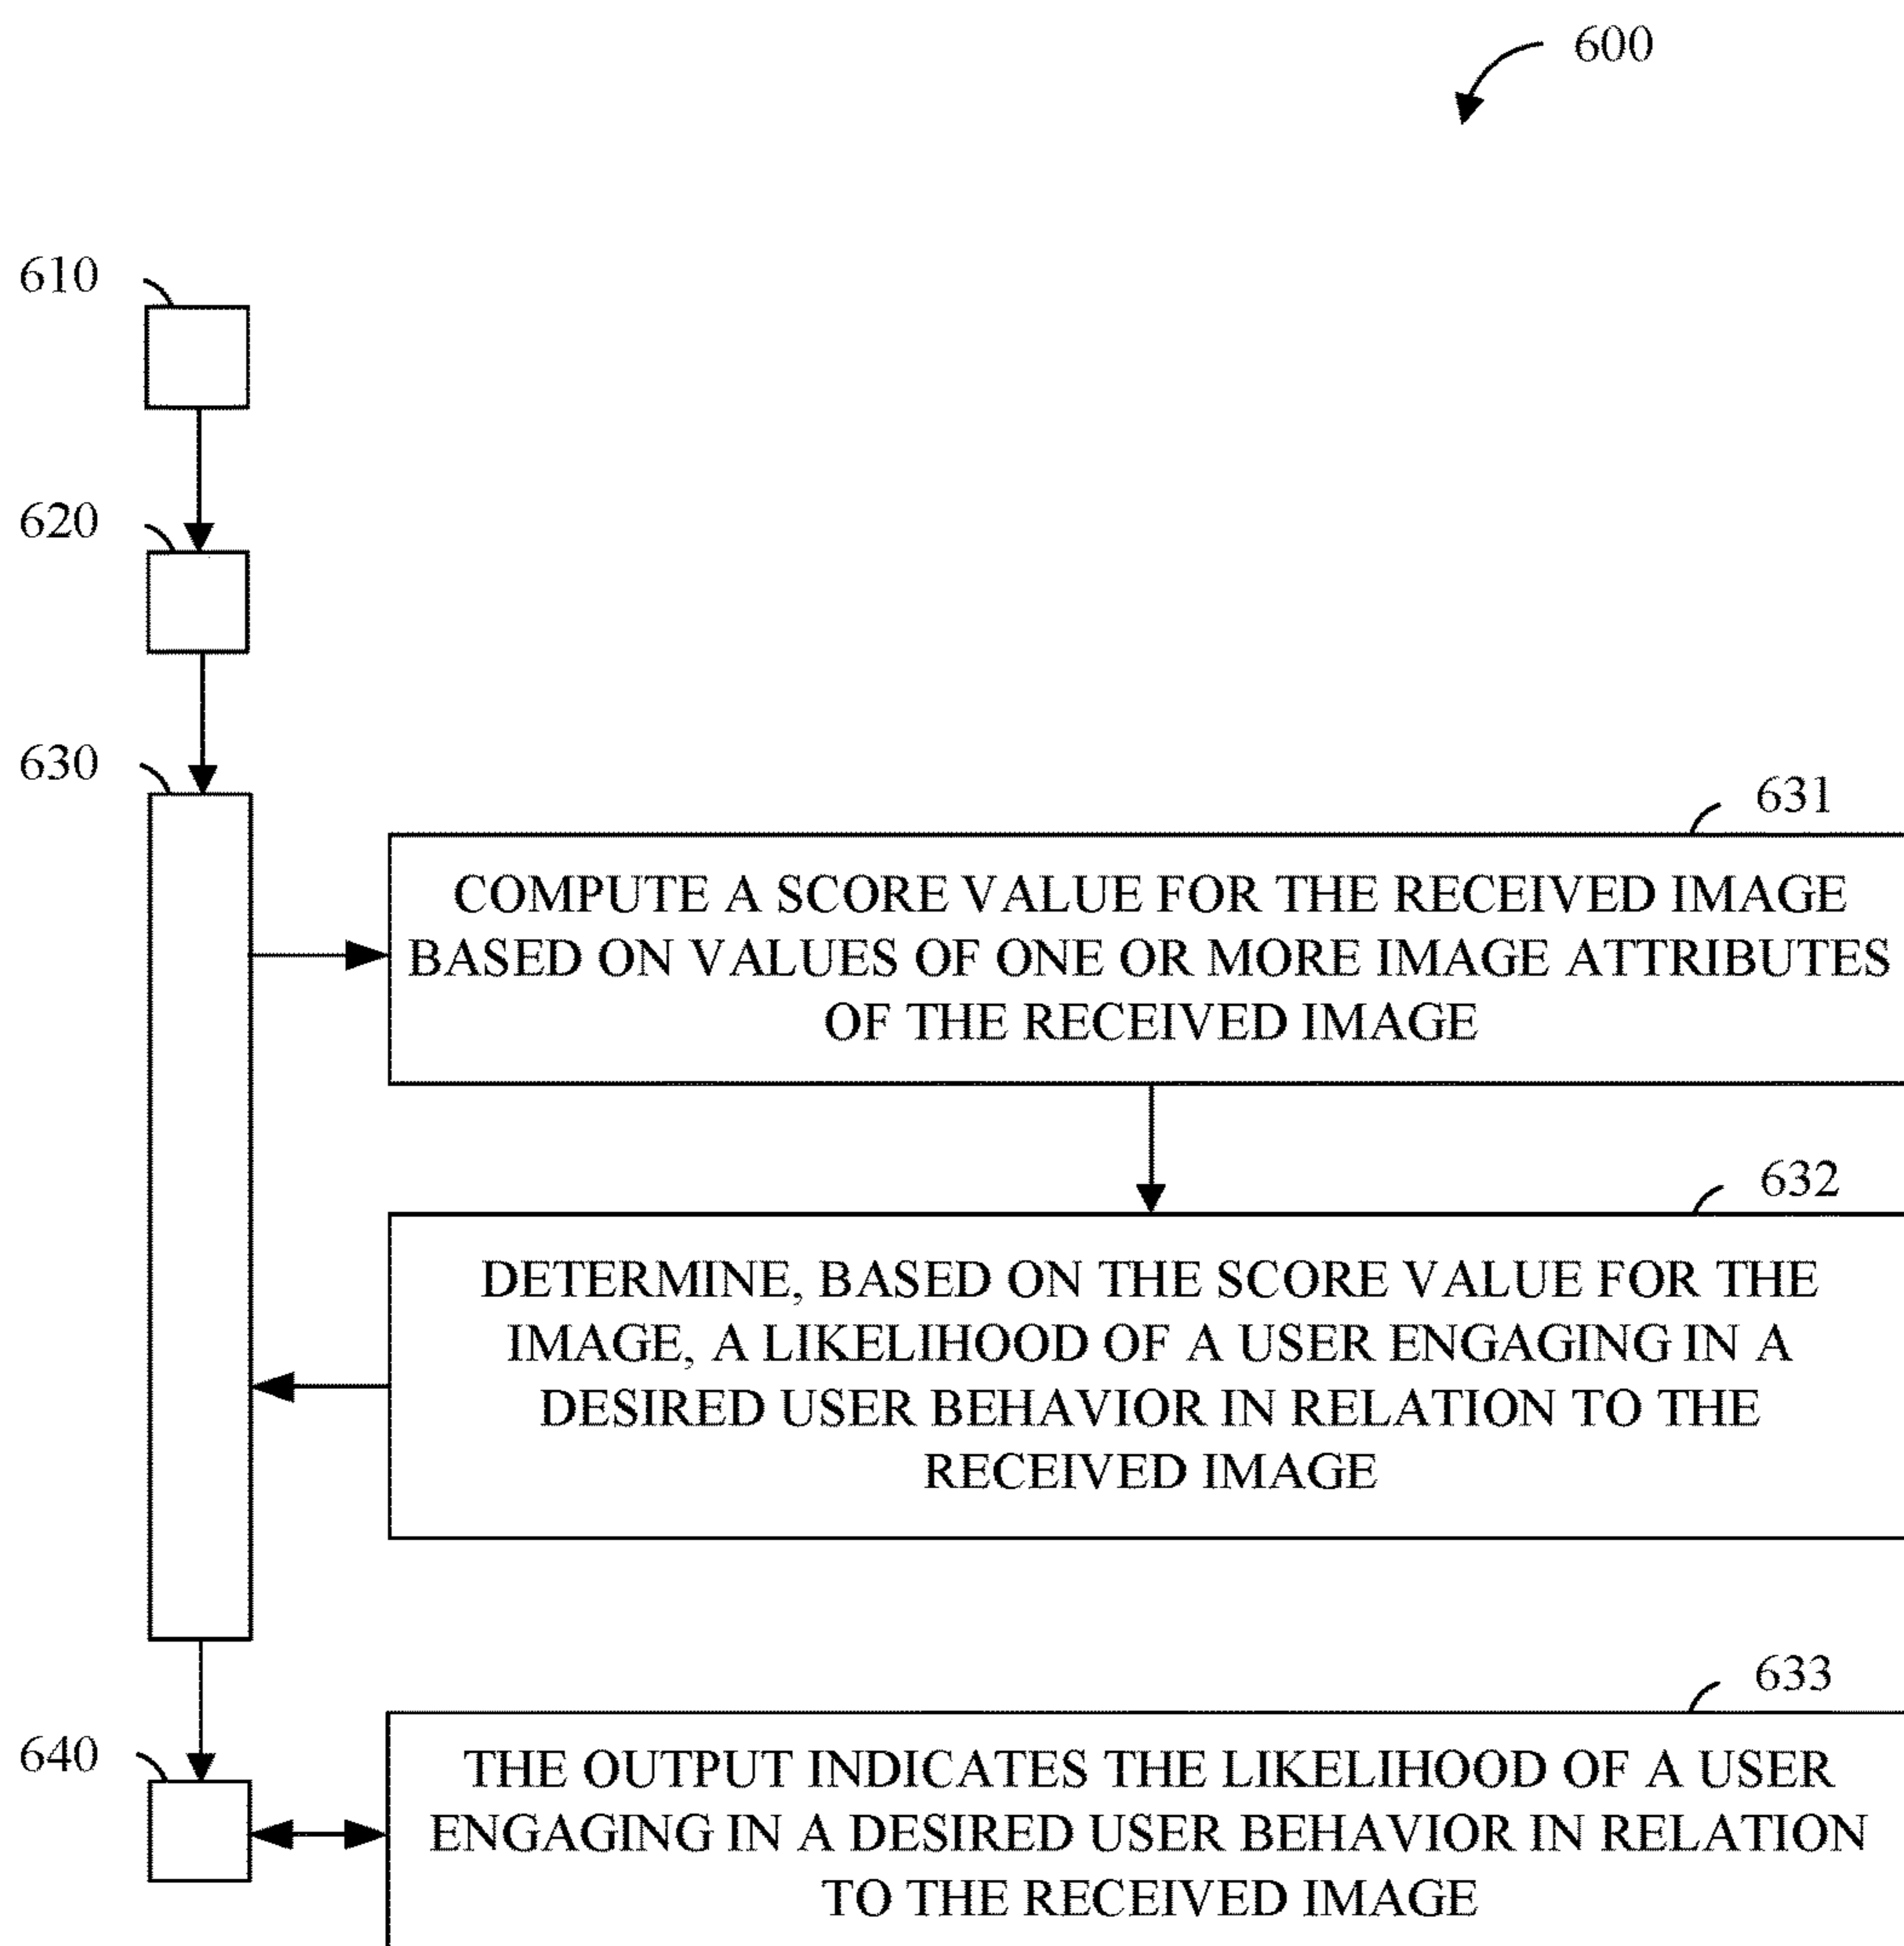 600
610
620
630
631
COMPUTE A SCORE VALUE FOR THE RECEIVED IMAGE
BASED ON VALUES OF ONE OR MORE IMAGE ATTRIBUTES
OF THE RECEIVED IMAGE
632
DETERMINE, BASED ON THE SCORE VALUE FOR THE
IMAGE, A LIKELIHOOD OF A USER ENGAGING IN A
DESIRED USER BEHAVIOR IN RELATION TO THE
RECEIVED IMAGE
633
640
THE OUTPUT INDICATES THE LIKELIHOOD OF A USER
ENGAGING IN A DESIRED USER BEHAVIOR IN RELATION
TO THE RECEIVED IMAGE